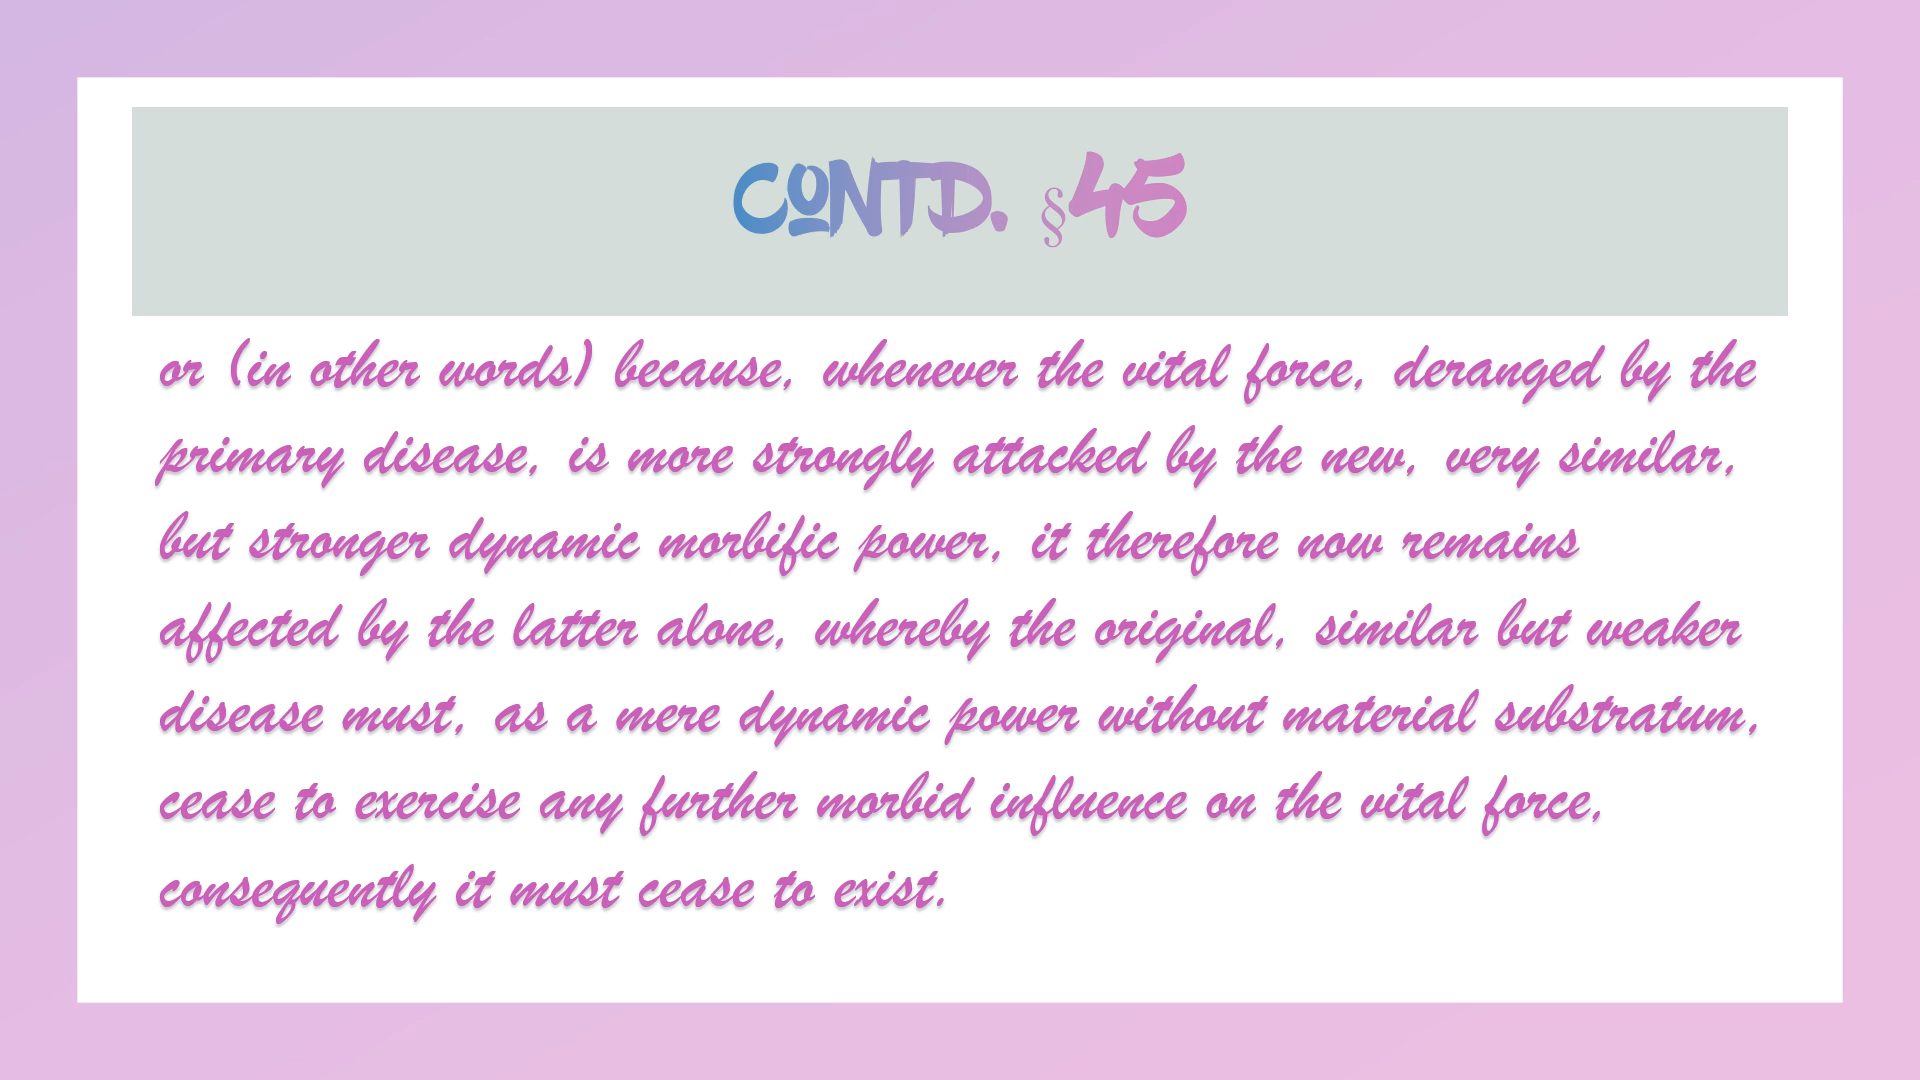 CONTD. §45
or (in other words) because, whenever the vital force, deranged by the
primary disease, is more strongly attacked by the new, very similar,
but stronger dynamic morbific power, it therefore now remains
affected by the latter alone, whereby the original, similar but weaker
disease must, as a mere dynamic power without material substratum,
cease to exercise any further morbid influence on the vital force,
consequently it must cease to exist.